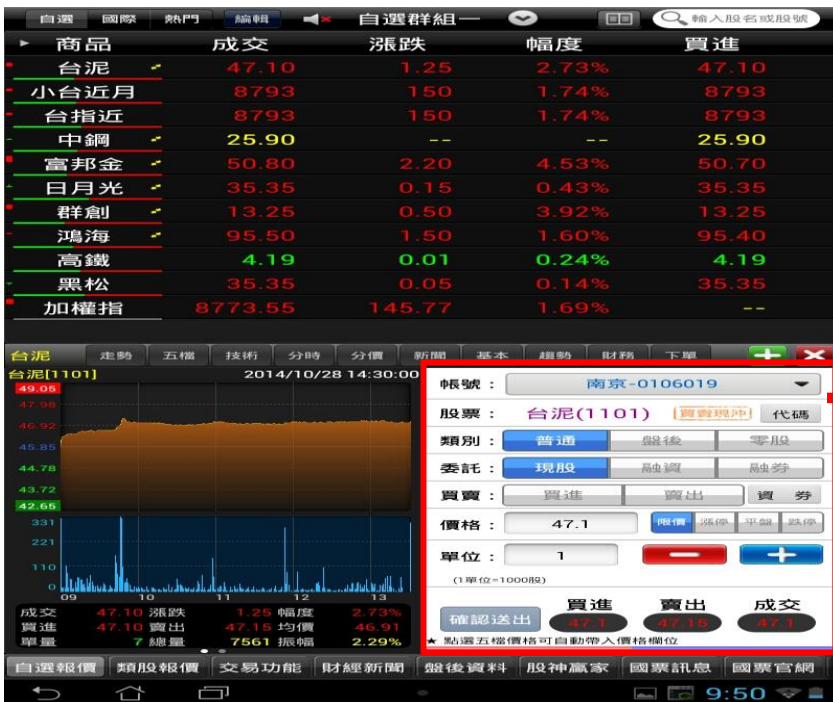 自選 國際 熱門 編輯 自選群組一 輸入股名或股號
商品 成交 漲跌 幅度 買進
台泥 47.10 1.25 2.73% 47.10
小台近月 8793 150 1.74% 8793
台指近 8793 150 1.74% 8793
中鋼 25.90 -- -- 25.90
富邦金 50.80 2.20 4.53% 50.70
日月光 35.35 0.15 0.43% 35.35
群創 13.25 0.50 3.92% 13.25
鴻海 95.50 1.50 1.60% 95.40
高鐵 4.19 0.01 0.24% 4.19
黑松 35.35 0.05 0.14% 35.35
加權指 8773.55 145.77 1.69% --
台泥 走勢 五檔 技術 分時 分價 新聞 基本 趨勢 財務 下單
台泥[1101] 2014/10/28 14:30:00
49.05
47.98
46.92
45.85
44.78
43.72
42.65
331
221
110
0
09 10 11 12 13
成交 47.10 漲跌 1.25 幅度 2.73%
買進 47.10 賣出 47.15 均價 46.91
單量 7 總量 7561 振幅 2.29%
帳號： 南京-0106019
股票： 台泥(1101) 買賣現沖 代碼
類別： 普通 盤後 零股
委託： 現股 融資 融券
買賣： 買進 賣出 資 券
價格： 47.1 限價 漲停 平盤 跌停
單位： 1
(1單位=1000股)
確認送出 買進 賣出 成交
47.1 47.15 47.1
★ 點選五檔價格可自動帶入價格欄位
自選報價 類股報價 交易功能 財經新聞 盤後資料 股神贏家 國票訊息 國票官網
9:50